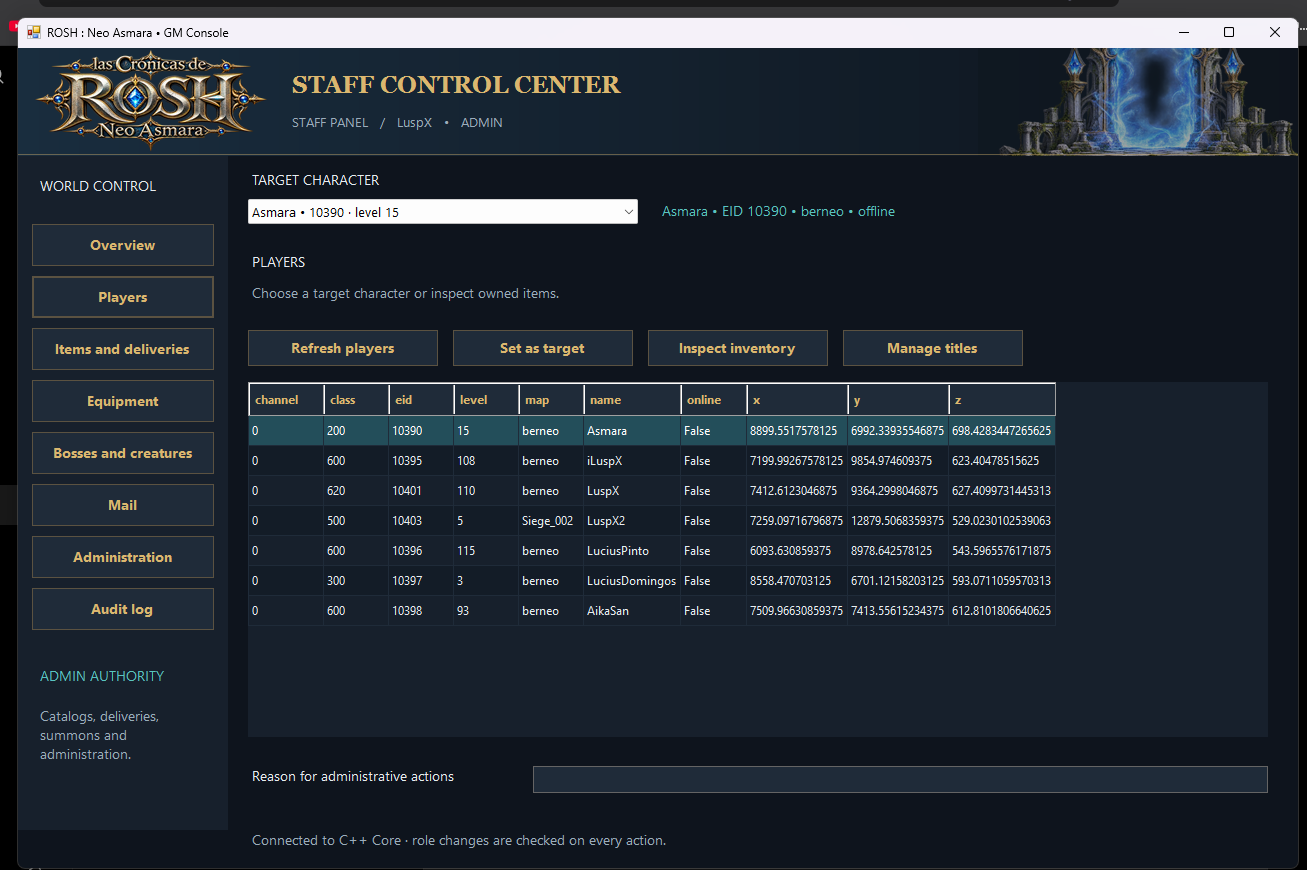 ROSH : Neo Asmara • GM Console
las Crónicas de
ROSH
Neo Asmara
STAFF CONTROL CENTER
STAFF PANEL / LuspX • ADMIN
WORLD CONTROL
Overview
Players
Items and deliveries
Equipment
Bosses and creatures
Mail
Administration
Audit log
ADMIN AUTHORITY
Catalogs, deliveries,
summons and
administration.
TARGET CHARACTER
Asmara • 10390 · level 15
Asmara • EID 10390 • berneo • offline
PLAYERS
Choose a target character or inspect owned items.
Refresh players Set as target Inspect inventory Manage titles
channel class eid level map name online x y z
0 200 10390 15 berneo Asmara False 8899.5517578125 6992.33935546875 698.4283447265625
0 600 10395 108 berneo iLuspX False 7199.99267578125 9854.974609375 623.40478515625
0 620 10401 110 berneo LuspX False 7412.6123046875 9364.2998046875 627.4099731445313
0 500 10403 5 Siege_002 LuspX2 False 7259.09716796875 12879.5068359375 529.0230102539063
0 600 10396 115 berneo LuciusPinto False 6093.630859375 8978.642578125 543.5965576171875
0 300 10397 3 berneo LuciusDomingos False 8558.470703125 6701.12158203125 593.0711059570313
0 600 10398 93 berneo AikaSan False 7509.96630859375 7413.55615234375 612.8101806640625
Reason for administrative actions
Connected to C++ Core · role changes are checked on every action.